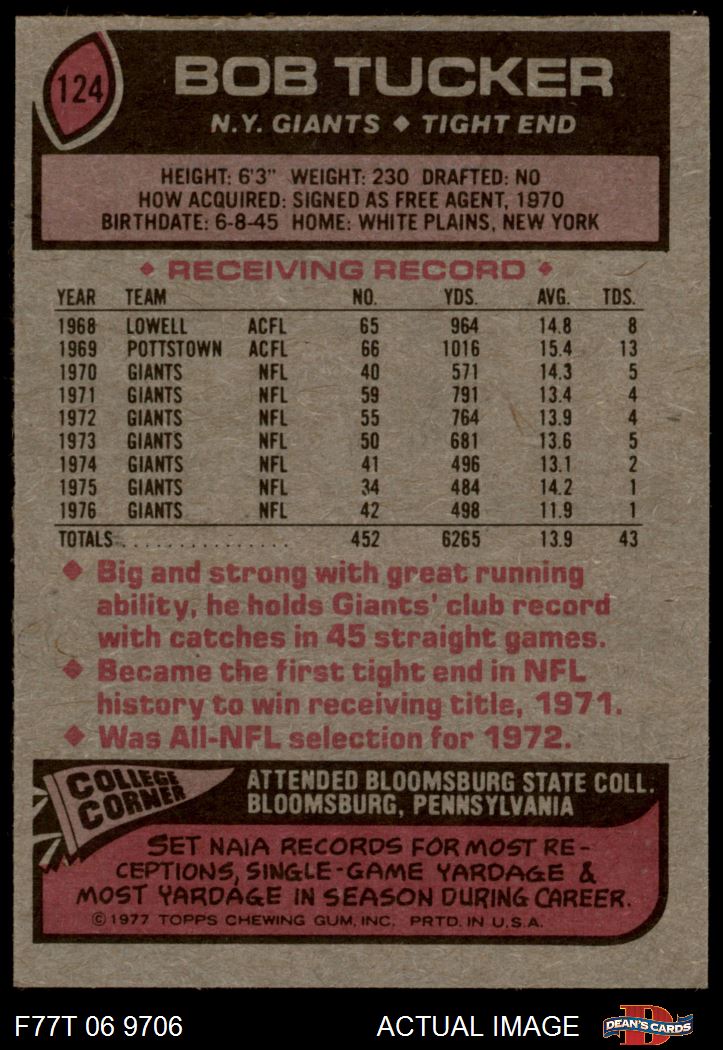 124
BOB TUCKER
N.Y. GIANTS ◆ TIGHT END
HEIGHT: 6'3" WEIGHT: 230 DRAFTED: NO
HOW ACQUIRED: SIGNED AS FREE AGENT, 1970
BIRTHDATE: 6-8-45 HOME: WHITE PLAINS, NEW YORK
◆ RECEIVING RECORD ◆
YEAR TEAM NO. YDS. AVG. TDS.
1968 LOWELL ACFL 65 964 14.8 8
1969 POTTSTOWN ACFL 66 1016 15.4 13
1970 GIANTS NFL 40 571 14.3 5
1971 GIANTS NFL 59 791 13.4 4
1972 GIANTS NFL 55 764 13.9 4
1973 GIANTS NFL 50 681 13.6 5
1974 GIANTS NFL 41 496 13.1 2
1975 GIANTS NFL 34 484 14.2 1
1976 GIANTS NFL 42 498 11.9 1
TOTALS................ 452 6265 13.9 43
◆ Big and strong with great running
ability, he holds Giants' club record
with catches in 45 straight games.
◆ Became the first tight end in NFL
history to win receiving title, 1971.
◆ Was All-NFL selection for 1972.
COLLEGE
CORNER
ATTENDED BLOOMSBURG STATE COLL.
BLOOMSBURG, PENNSYLVANIA
SET NAIA RECORDS FOR MOST RE-
CEPTIONS, SINGLE-GAME YARDAGE &
MOST YARDAGE IN SEASON DURING CAREER.
© 1977 TOPPS CHEWING GUM, INC. PRTD. IN U.S.A.
F77T 06 9706 ACTUAL IMAGE
D
DEAN'S CARDS